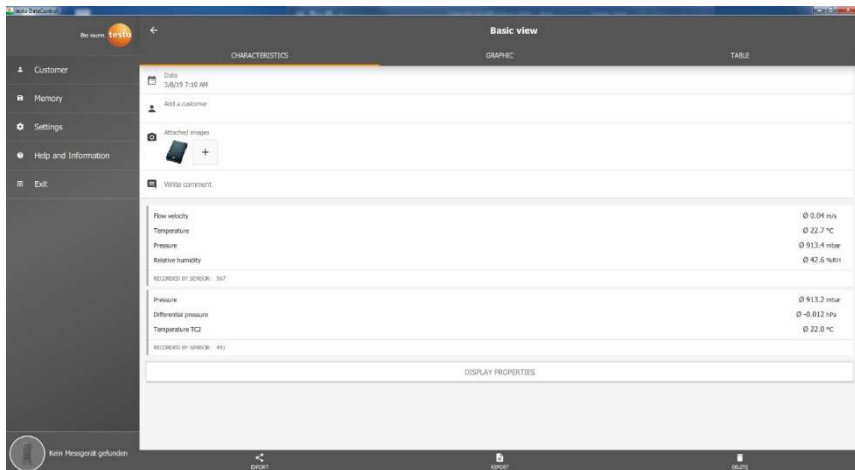 testo DataControl
Be sure. testo
Basic view
CHARACTERISTICS
GRAPHIC
TABLE
Customer
Memory
Settings
Help and Information
Exit
Date
3/8/19 7:10 AM
Add a customer
Attached images
+
Write comment
Flow velocity Ø 0.04 m/s
Temperature Ø 22.7 °C
Pressure Ø 913.4 mbar
Relative humidity Ø 42.6 %RH
RECORDED BY SENSOR: 567
Pressure Ø 913.2 mbar
Differential pressure Ø -0.012 hPa
Temperature TC2 Ø 22.0 °C
RECORDED BY SENSOR: 491
DISPLAY PROPERTIES
Kein Messgerät gefunden
EXPORT
REPORT
DELETE